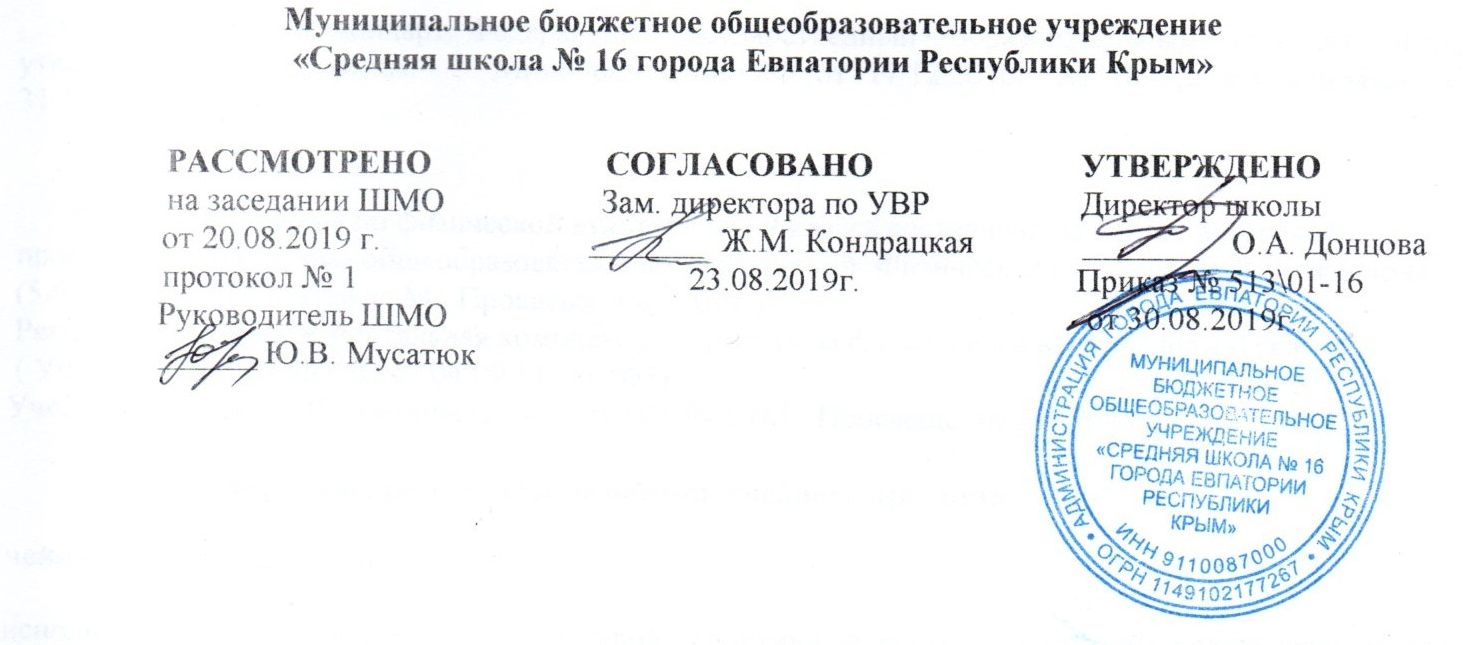 Муниципальное бюджетное общеобразовательное учреждение
«Средняя школа № 16 города Евпатории Республики Крым»
РАССМОТРЕНО
на заседании ШМО
от 20.08.2019 г.
протокол № 1
Руководитель ШМО
Ю.В. Мусатюк
СОГЛАСОВАНО
Зам. директора по УВР
Ж.М. Кондрацкая
23.08.2019г.
УТВЕРЖДЕНО
Директор школы
О.А. Донцова
Приказ № 513\01-16
от 30.08.2019г.
АДМИНИСТРАЦИЯ ГОРОДА ЕВПАТОРИИ РЕСПУБЛИКИ КРЫМ
МУНИЦИПАЛЬНОЕ
БЮДЖЕТНОЕ
ОБЩЕОБРАЗОВАТЕЛЬНОЕ
УЧРЕЖДЕНИЕ
«СРЕДНЯЯ ШКОЛА № 16
ГОРОДА ЕВПАТОРИИ
РЕСПУБЛИКИ
КРЫМ»
ИНН 9110087000
ОГРН 1149102177267